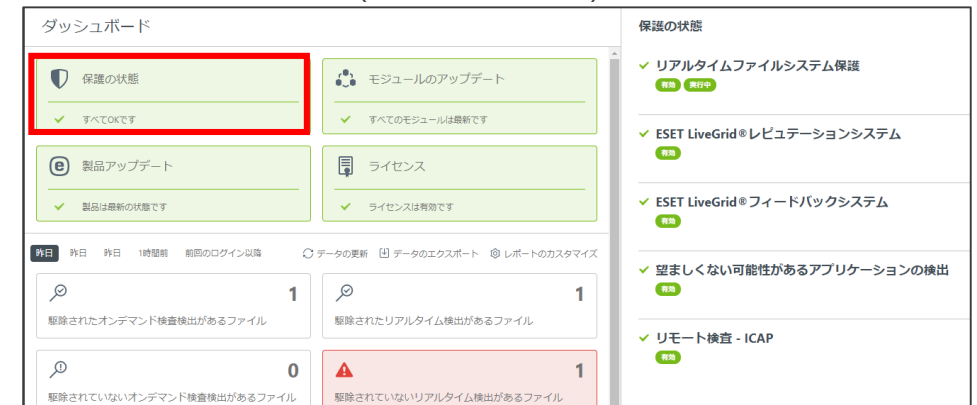 ダッシュボード
保護の状態
すべてOKです
モジュールのアップデート
すべてのモジュールは最新です
製品アップデート
製品は最新の状態です
ライセンス
ライセンスは有効です
昨日 昨日 昨日 1時間前 前回のログイン以降 データの更新 データのエクスポート レポートのカスタマイズ
1
駆除されたオンデマンド検査検出があるファイル
1
駆除されたリアルタイム検出があるファイル
0
駆除されていないオンデマンド検査検出があるファイル
1
駆除されていないリアルタイム検出があるファイル
保護の状態
リアルタイムファイルシステム保護
有効 実行中
ESET LiveGrid®レピュテーションシステム
有効
ESET LiveGrid®フィードバックシステム
有効
望ましくない可能性があるアプリケーションの検出
有効
リモート検査 - ICAP
有効